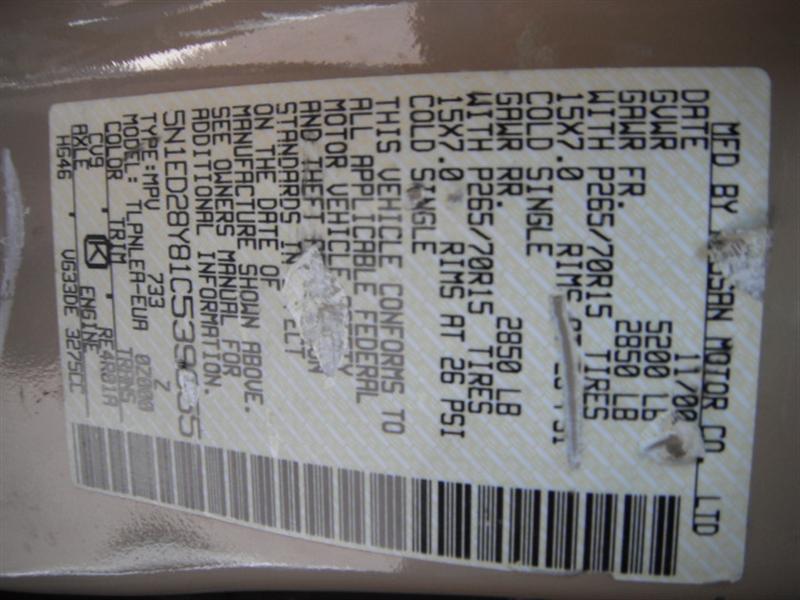 MFD BY NISSAN MOTOR CO. LTD
DATE 11/00
GVWR 5200 LB
GAWR FR. 2850 LB
WITH P265/70R15 TIRES
15X7.0 RIMS PSI
COLD SINGLE
GAWR RR. 2850 LB
WITH P265/70R15 TIRES
15X7.0 RIMS AT 26 PSI
COLD SINGLE
THIS VEHICLE CONFORMS TO
ALL APPLICABLE FEDERAL
MOTOR VEHICLE
AND THEFT
STANDARDS IN
ON THE DATE OF
MANUFACTURE SHOWN ABOVE.
SEE OWNERS MANUAL FOR
ADDITIONAL INFORMATION.
TYPE:MPV 733 Z
MODEL: TLPNLEA-EUA
COLOR TRIM TRANS
K RE4R01A
CVG ENGINE
AXLE VG33DE 3275CC
HG46